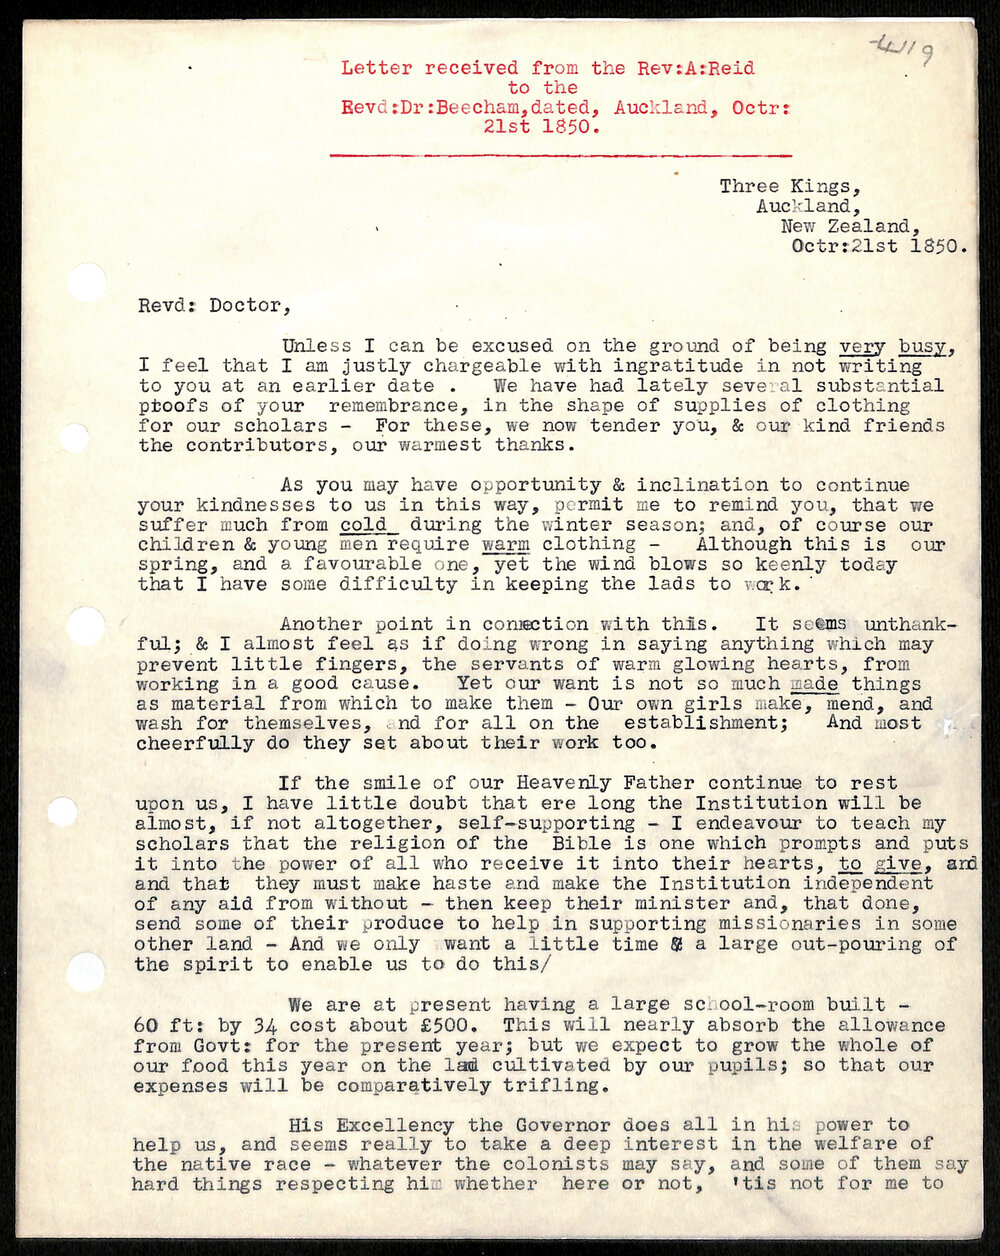 Letter received from the Rev:A:Reid
to the
Revd:Dr:Beecham,dated, Auckland, Octr:
21st 1850.
Three Kings,
Auckland,
New Zealand,
Octr:21st 1850.
Revd: Doctor,
Unless I can be excused on the ground of being very busy,
I feel that I am justly chargeable with ingratitude in not writing
to you at an earlier date . We have had lately several substantial
ptoofs of your remembrance, in the shape of supplies of clothing
for our scholars - For these, we now tender you, & our kind friends
the contributors, our warmest thanks.
As you may have opportunity & inclination to continue
your kindnesses to us in this way, permit me to remind you, that we
suffer much from cold during the winter season; and, of course our
children & young men require warm clothing - Although this is our
spring, and a favourable one, yet the wind blows so keenly today
that I have some difficulty in keeping the lads to work.
Another point in connection with this. It seems unthank-
ful; & I almost feel as if doing wrong in saying anything which may
prevent little fingers, the servants of warm glowing hearts, from
working in a good cause. Yet our want is not so much made things
as material from which to make them - Our own girls make, mend, and
wash for themselves, and for all on the establishment; And most
cheerfully do they set about their work too.
If the smile of our Heavenly Father continue to rest
upon us, I have little doubt that ere long the Institution will be
almost, if not altogether, self-supporting - I endeavour to teach my
scholars that the religion of the Bible is one which prompts and puts
it into the power of all who receive it into their hearts, to give, and
and that they must make haste and make the Institution independent
of any aid from without - then keep their minister and, that done,
send some of their produce to help in supporting missionaries in some
other land - And we only want a little time & a large out-pouring of
the spirit to enable us to do this/
We are at present having a large school-room built -
60 ft: by 34 cost about £500. This will nearly absorb the allowance
from Govt: for the present year; but we expect to grow the whole of
our food this year on the land cultivated by our pupils; so that our
expenses will be comparatively trifling.
His Excellency the Governor does all in his power to
help us, and seems really to take a deep interest in the welfare of
the native race - whatever the colonists may say, and some of them say
hard things respecting him whether here or not, 'tis not for me to